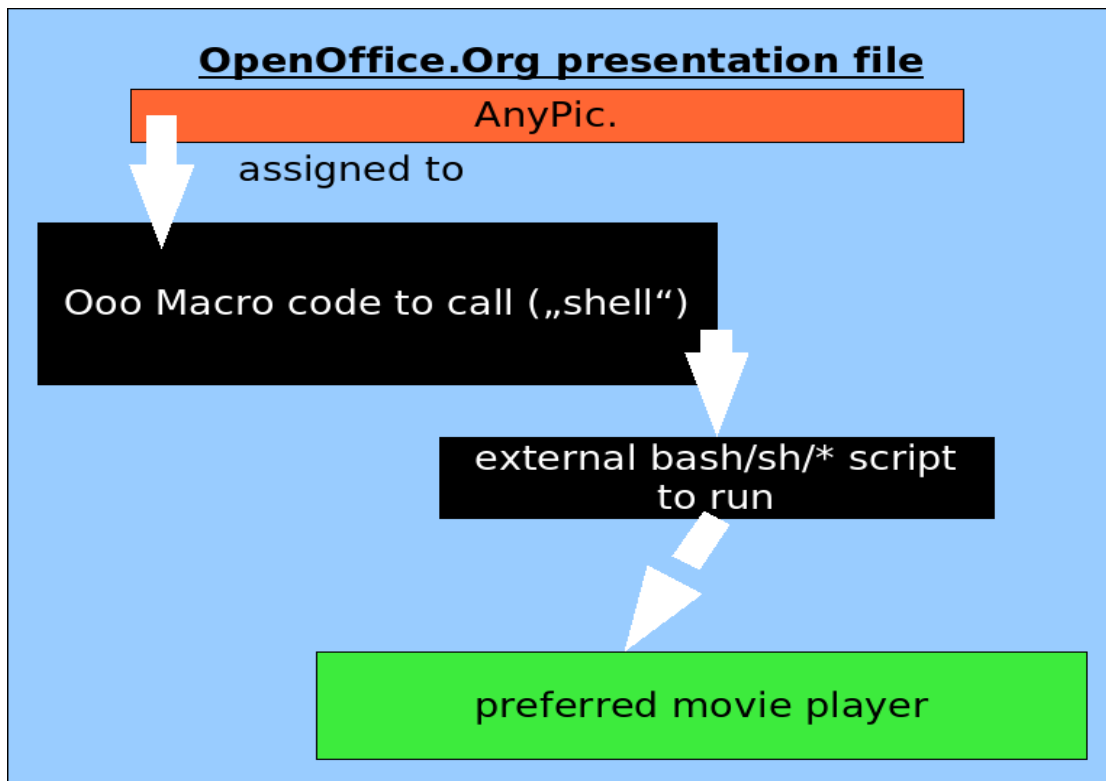 OpenOffice.Org presentation file
AnyPic.
assigned to
Ooo Macro code to call („shell“)
external bash/sh/* script
to run
preferred movie player